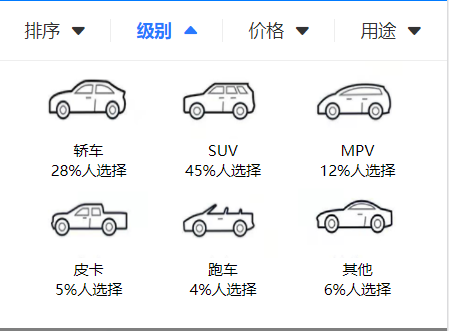 排序 级别 价格 用途
轿车 SUV MPV
28%人选择 45%人选择 12%人选择
皮卡 跑车 其他
5%人选择 4%人选择 6%人选择